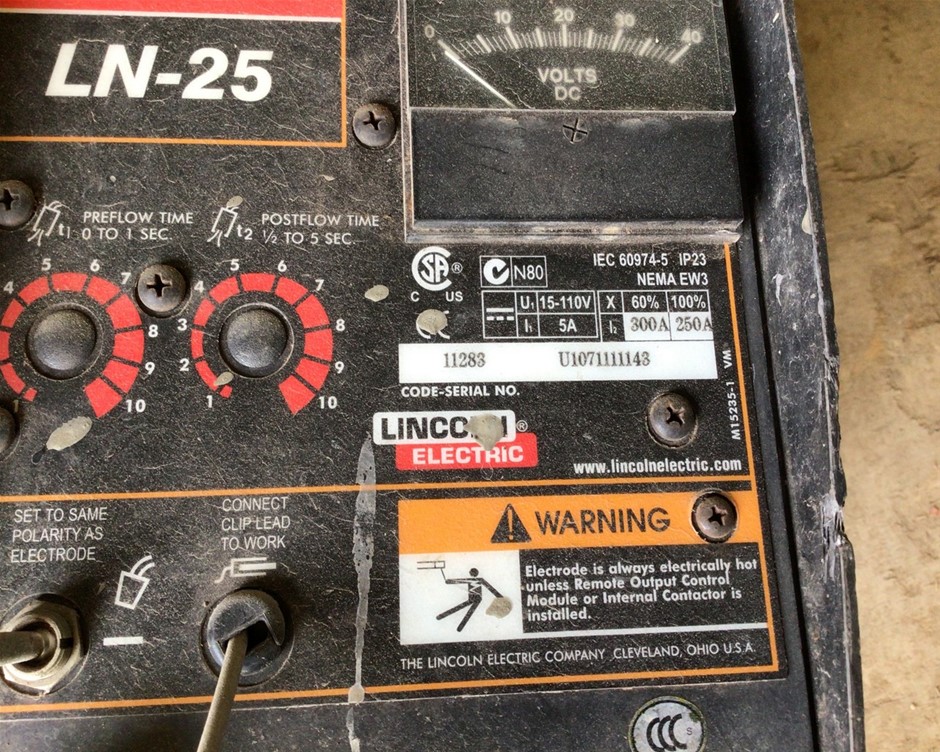 LN-25
0 10 20 30 40
VOLTS
DC
PREFLOW TIME
t1 0 TO 1 SEC.
POSTFLOW TIME
t2 ½ TO 5 SEC.
4 5 6 7 8 9 10
1 2 3 4 5 6 7 8 9 10
SA ®
C US
N80
IEC 60974-5 IP23
NEMA EW3
U1 15-110V X 60% 100%
I1 5A I2 300A 250A
11283 U1071111143
CODE-SERIAL NO.
M15235-1 VM
LINCOLN ®
ELECTRIC
www.lincolnelectric.com
SET TO SAME
POLARITY AS
ELECTRODE
CONNECT
CLIP LEAD
TO WORK
WARNING
Electrode is always electrically hot
unless Remote Output Control
Module or Internal Contactor is
installed.
THE LINCOLN ELECTRIC COMPANY CLEVELAND, OHIO U.S.A.
CCC S